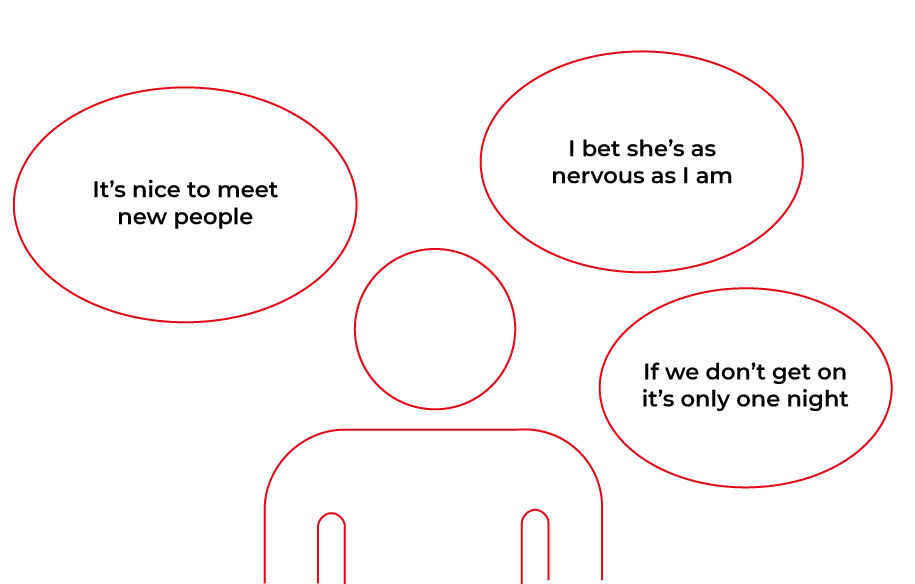 It’s nice to meet
new people
I bet she’s as
nervous as I am
If we don’t get on
it’s only one night